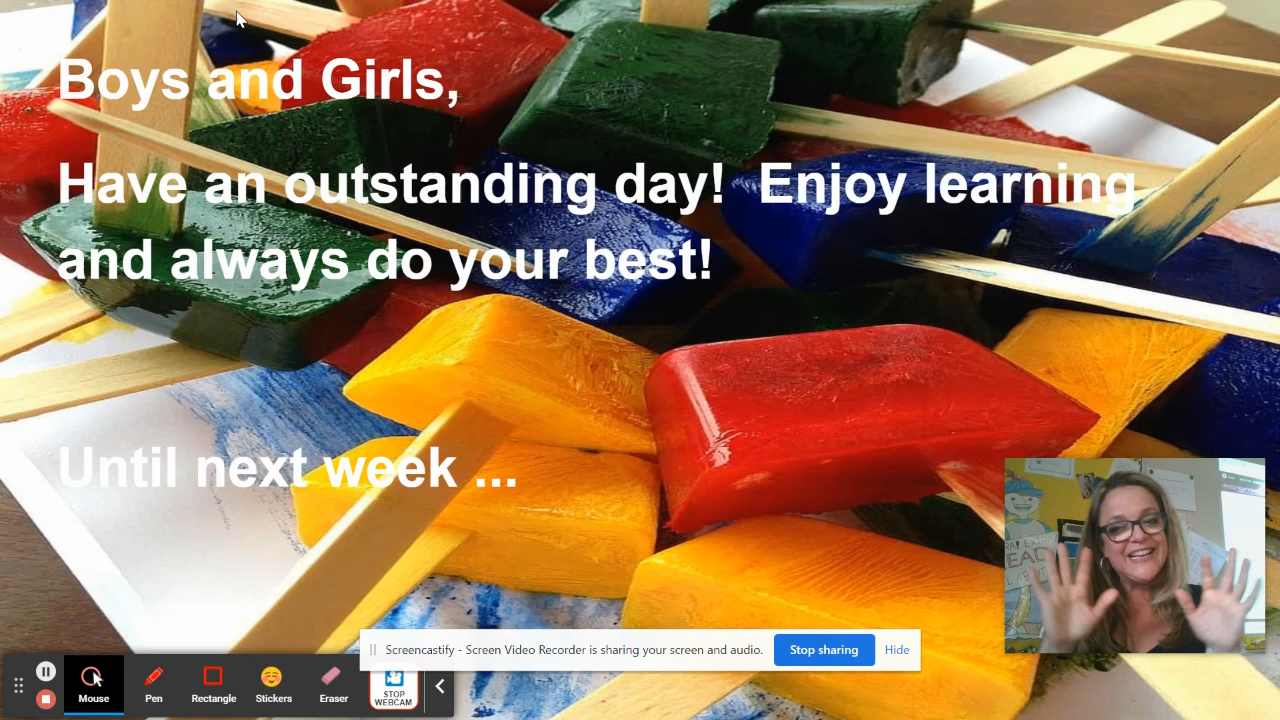 Boys and Girls,
Have an outstanding day! Enjoy learning
and always do your best!
Until next week ...
Screencastify - Screen Video Recorder is sharing your screen and audio.
Stop sharing
Hide
Mouse
Pen
Rectangle
Stickers
Eraser
STOP
WEBCAM